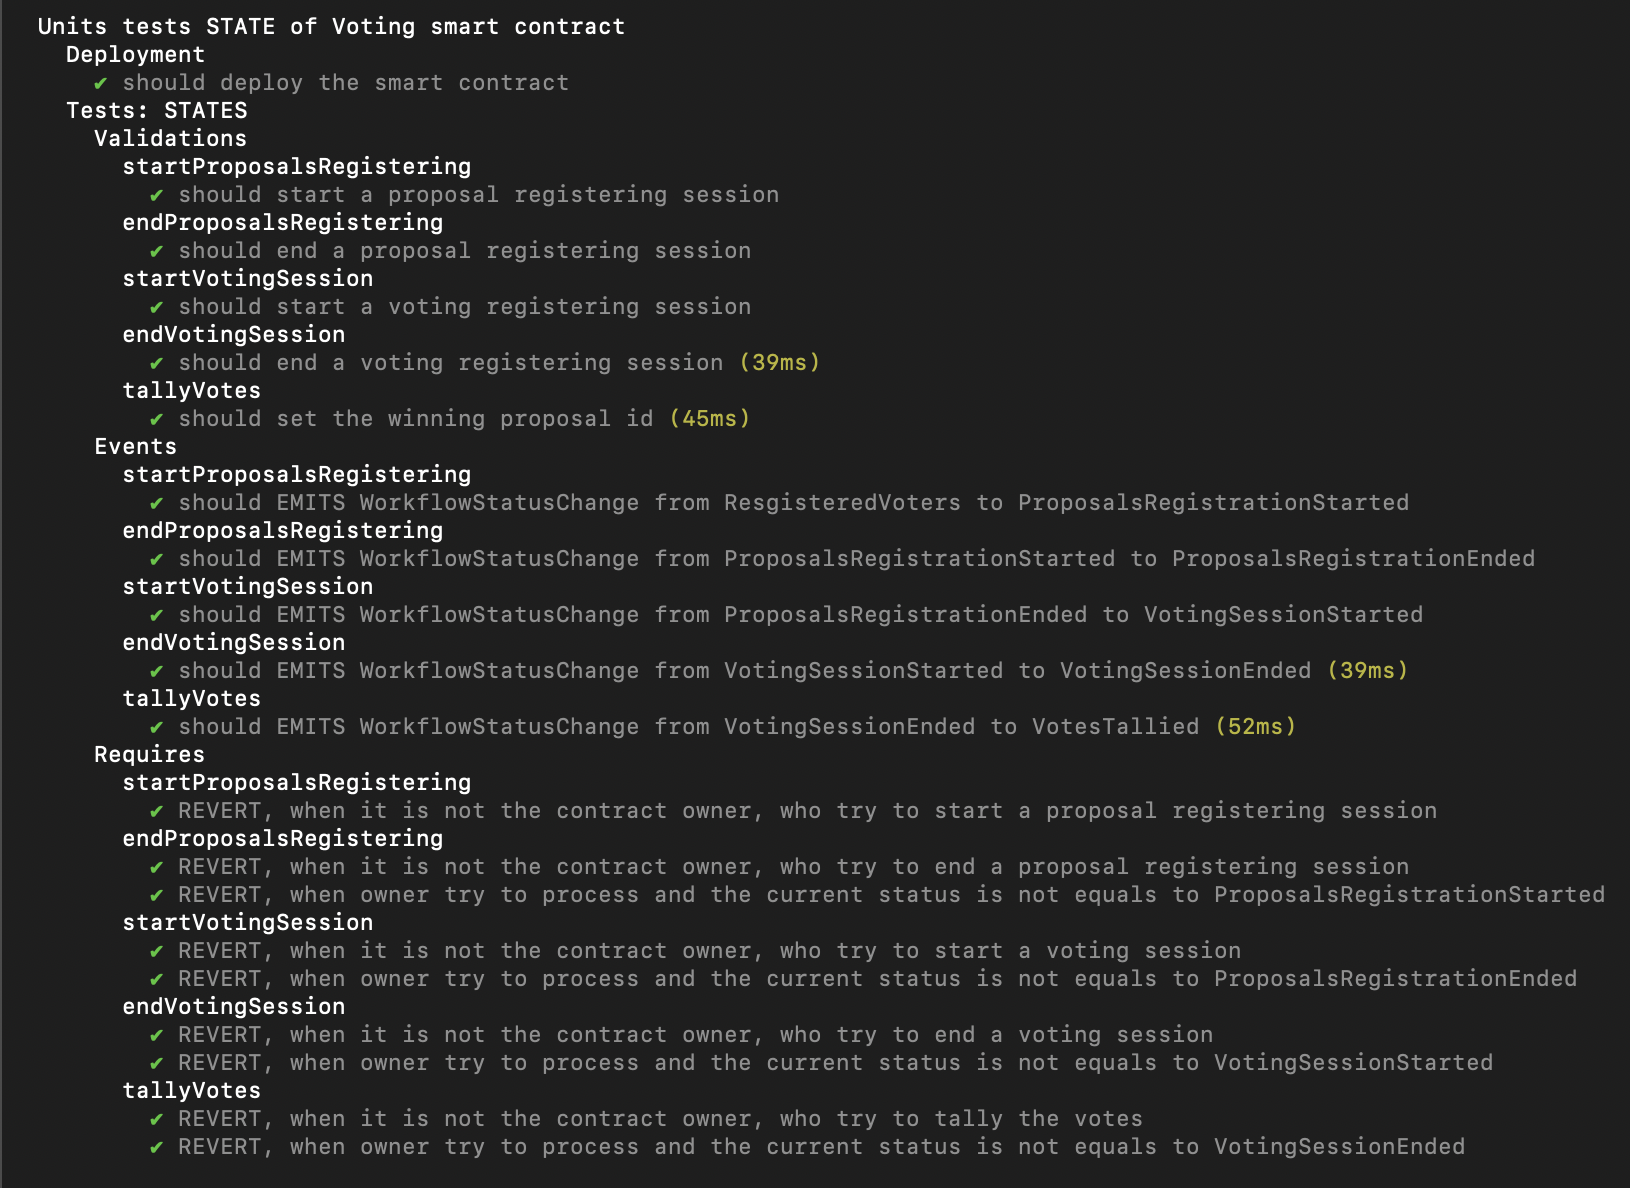 Units tests STATE of Voting smart contract
Deployment
✔ should deploy the smart contract
Tests: STATES
Validations
startProposalsRegistering
✔ should start a proposal registering session
endProposalsRegistering
✔ should end a proposal registering session
startVotingSession
✔ should start a voting registering session
endVotingSession
✔ should end a voting registering session (39ms)
tallyVotes
✔ should set the winning proposal id (45ms)
Events
startProposalsRegistering
✔ should EMITS WorkflowStatusChange from ResgisteredVoters to ProposalsRegistrationStarted
endProposalsRegistering
✔ should EMITS WorkflowStatusChange from ProposalsRegistrationStarted to ProposalsRegistrationEnded
startVotingSession
✔ should EMITS WorkflowStatusChange from ProposalsRegistrationEnded to VotingSessionStarted
endVotingSession
✔ should EMITS WorkflowStatusChange from VotingSessionStarted to VotingSessionEnded (39ms)
tallyVotes
✔ should EMITS WorkflowStatusChange from VotingSessionEnded to VotesTallied (52ms)
Requires
startProposalsRegistering
✔ REVERT, when it is not the contract owner, who try to start a proposal registering session
endProposalsRegistering
✔ REVERT, when it is not the contract owner, who try to end a proposal registering session
✔ REVERT, when owner try to process and the current status is not equals to ProposalsRegistrationStarted
startVotingSession
✔ REVERT, when it is not the contract owner, who try to start a voting session
✔ REVERT, when owner try to process and the current status is not equals to ProposalsRegistrationEnded
endVotingSession
✔ REVERT, when it is not the contract owner, who try to end a voting session
✔ REVERT, when owner try to process and the current status is not equals to VotingSessionStarted
tallyVotes
✔ REVERT, when it is not the contract owner, who try to tally the votes
✔ REVERT, when owner try to process and the current status is not equals to VotingSessionEnded